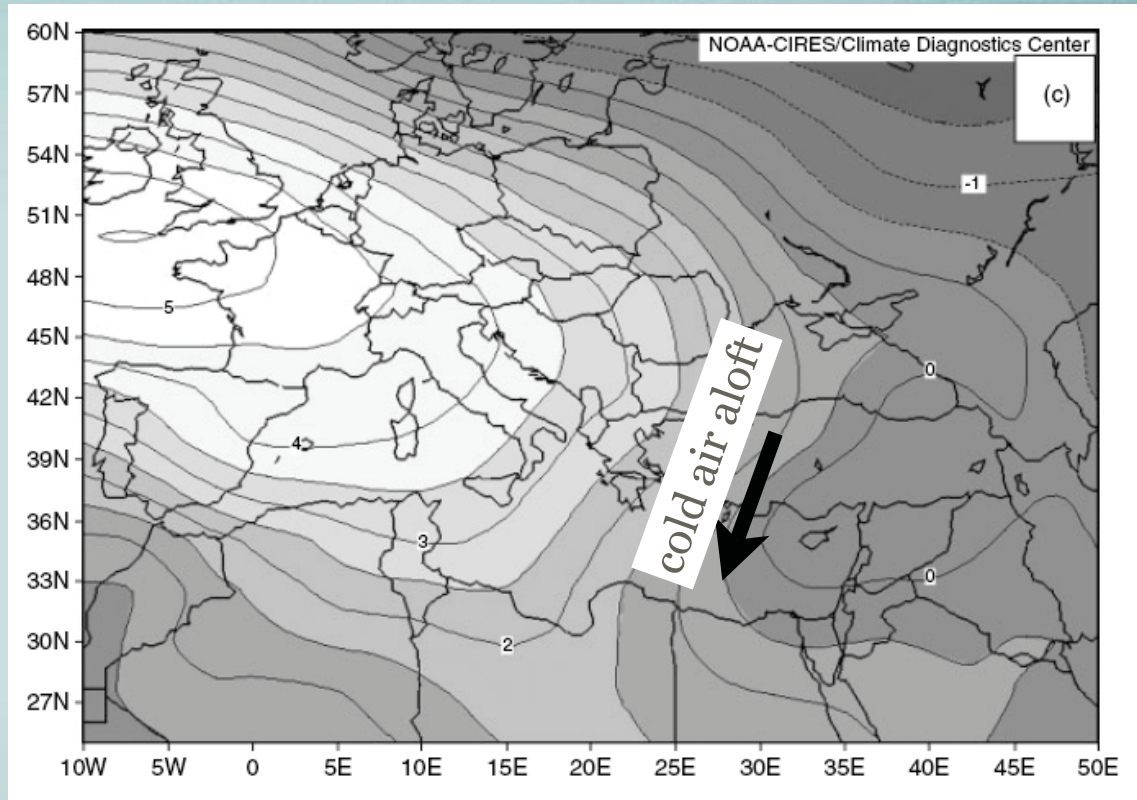 60N
NOAA-CIRES/Climate Diagnostics Center
(c)
57N
54N
-1
51N
48N
5
45N
0
42N
4
39N
cold air aloft
36N
3
33N
0
30N
2
27N
10W 5W 0 5E 10E 15E 20E 25E 30E 35E 40E 45E 50E